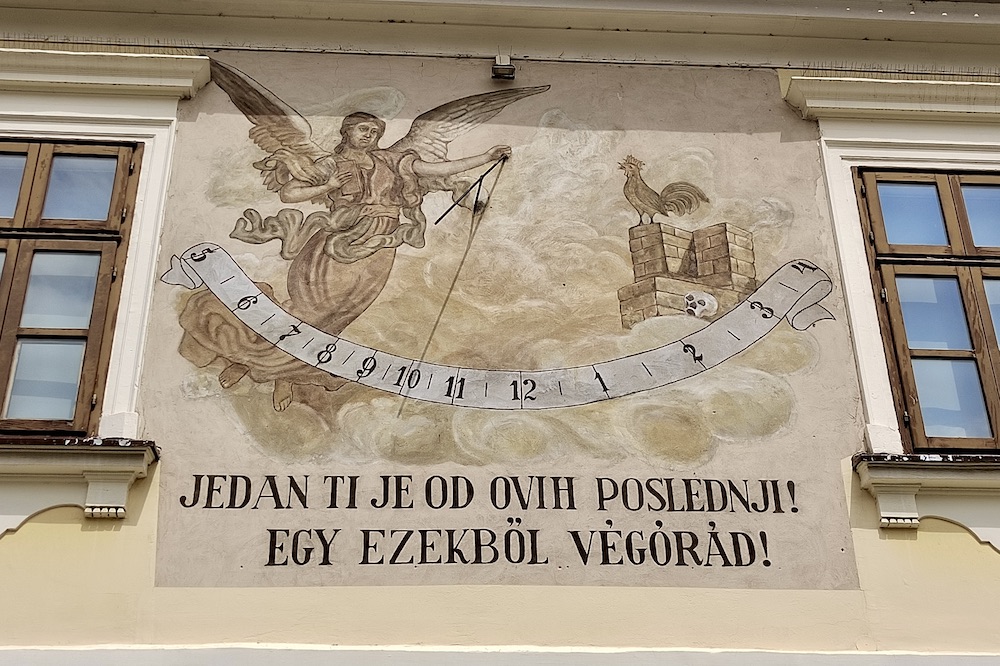 5 6 7 8 9 10 11 12 1 2 3 4
JEDAN TI JE OD OVIH POSLEDNJI!
EGY EZEKBŐL VÉGÓRÁD!